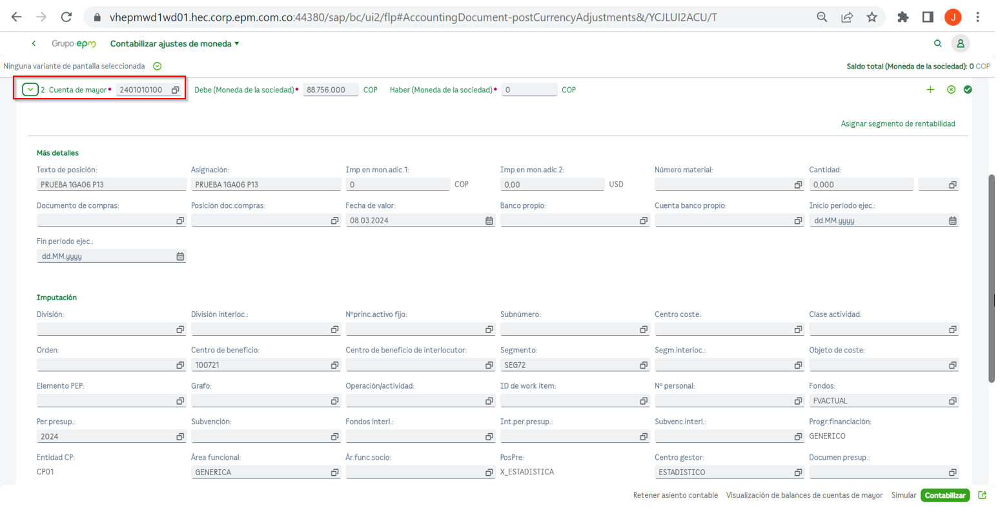 vhepmwd1wd01.hec.corp.epm.com.co:44380/sap/bc/ui2/flp#AccountingDocument-postCurrencyAdjustments&/YCJLUI2ACU/T
J
Grupo·epm Contabilizar ajustes de moneda
Ninguna variante de pantalla seleccionada Saldo total (Moneda de la sociedad): 0 COP
2 Cuenta de mayor 2401010100 Debe (Moneda de la sociedad) 88.756.000 COP Haber (Moneda de la sociedad) 0 COP
Asignar segmento de rentabilidad
Más detalles
Texto de posición: Asignación: Imp.en mon.adic.1: Imp.en mon.adic.2: Número material: Cantidad:
PRUEBA 1GA06 P13 PRUEBA 1GA06 P13 0 COP 0,00 USD 0,000
Documento de compras: Posición doc.compras: Fecha de valor: Banco propio: Cuenta banco propio: Inicio período ejec.:
08.03.2024 dd.MM.yyyy
Fin período ejec.:
dd.MM.yyyy
Imputación
División: División interloc.: Nºprinc.activo fijo: Subnúmero: Centro coste: Clase actividad:
Orden: Centro de beneficio: Centro de beneficio de interlocutor: Segmento: Segm.interloc.: Objeto de coste:
100721 SEG72
Elemento PEP: Grafo: Operación/actividad: ID de work item: Nº personal: Fondos:
FVACTUAL
Per.presup.: Subvención: Fondos interl.: Int.per.presup.: Subvenc.interl.: Progr.financiación:
2024 GENERICO
Entidad CP: Área funcional: Ár.func.socio: PosPre: Centro gestor: Documen.presup.:
CP01 GENERICA X_ESTADISTICA ESTADISTICO
Retener asiento contable Visualización de balances de cuentas de mayor Simular Contabilizar